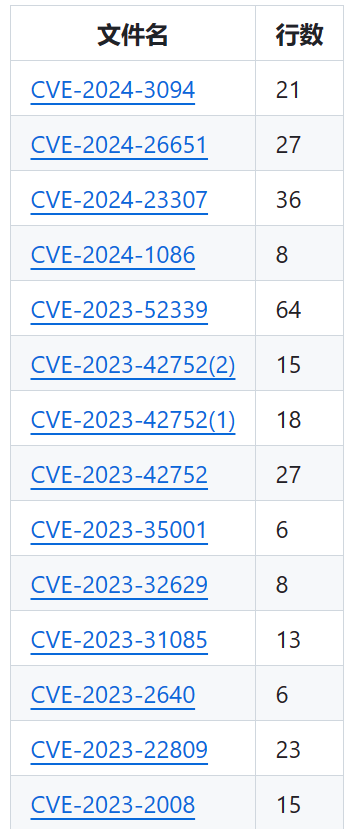 文件名 行数
CVE-2024-3094 21
CVE-2024-26651 27
CVE-2024-23307 36
CVE-2024-1086 8
CVE-2023-52339 64
CVE-2023-42752(2) 15
CVE-2023-42752(1) 18
CVE-2023-42752 27
CVE-2023-35001 6
CVE-2023-32629 8
CVE-2023-31085 13
CVE-2023-2640 6
CVE-2023-22809 23
CVE-2023-2008 15